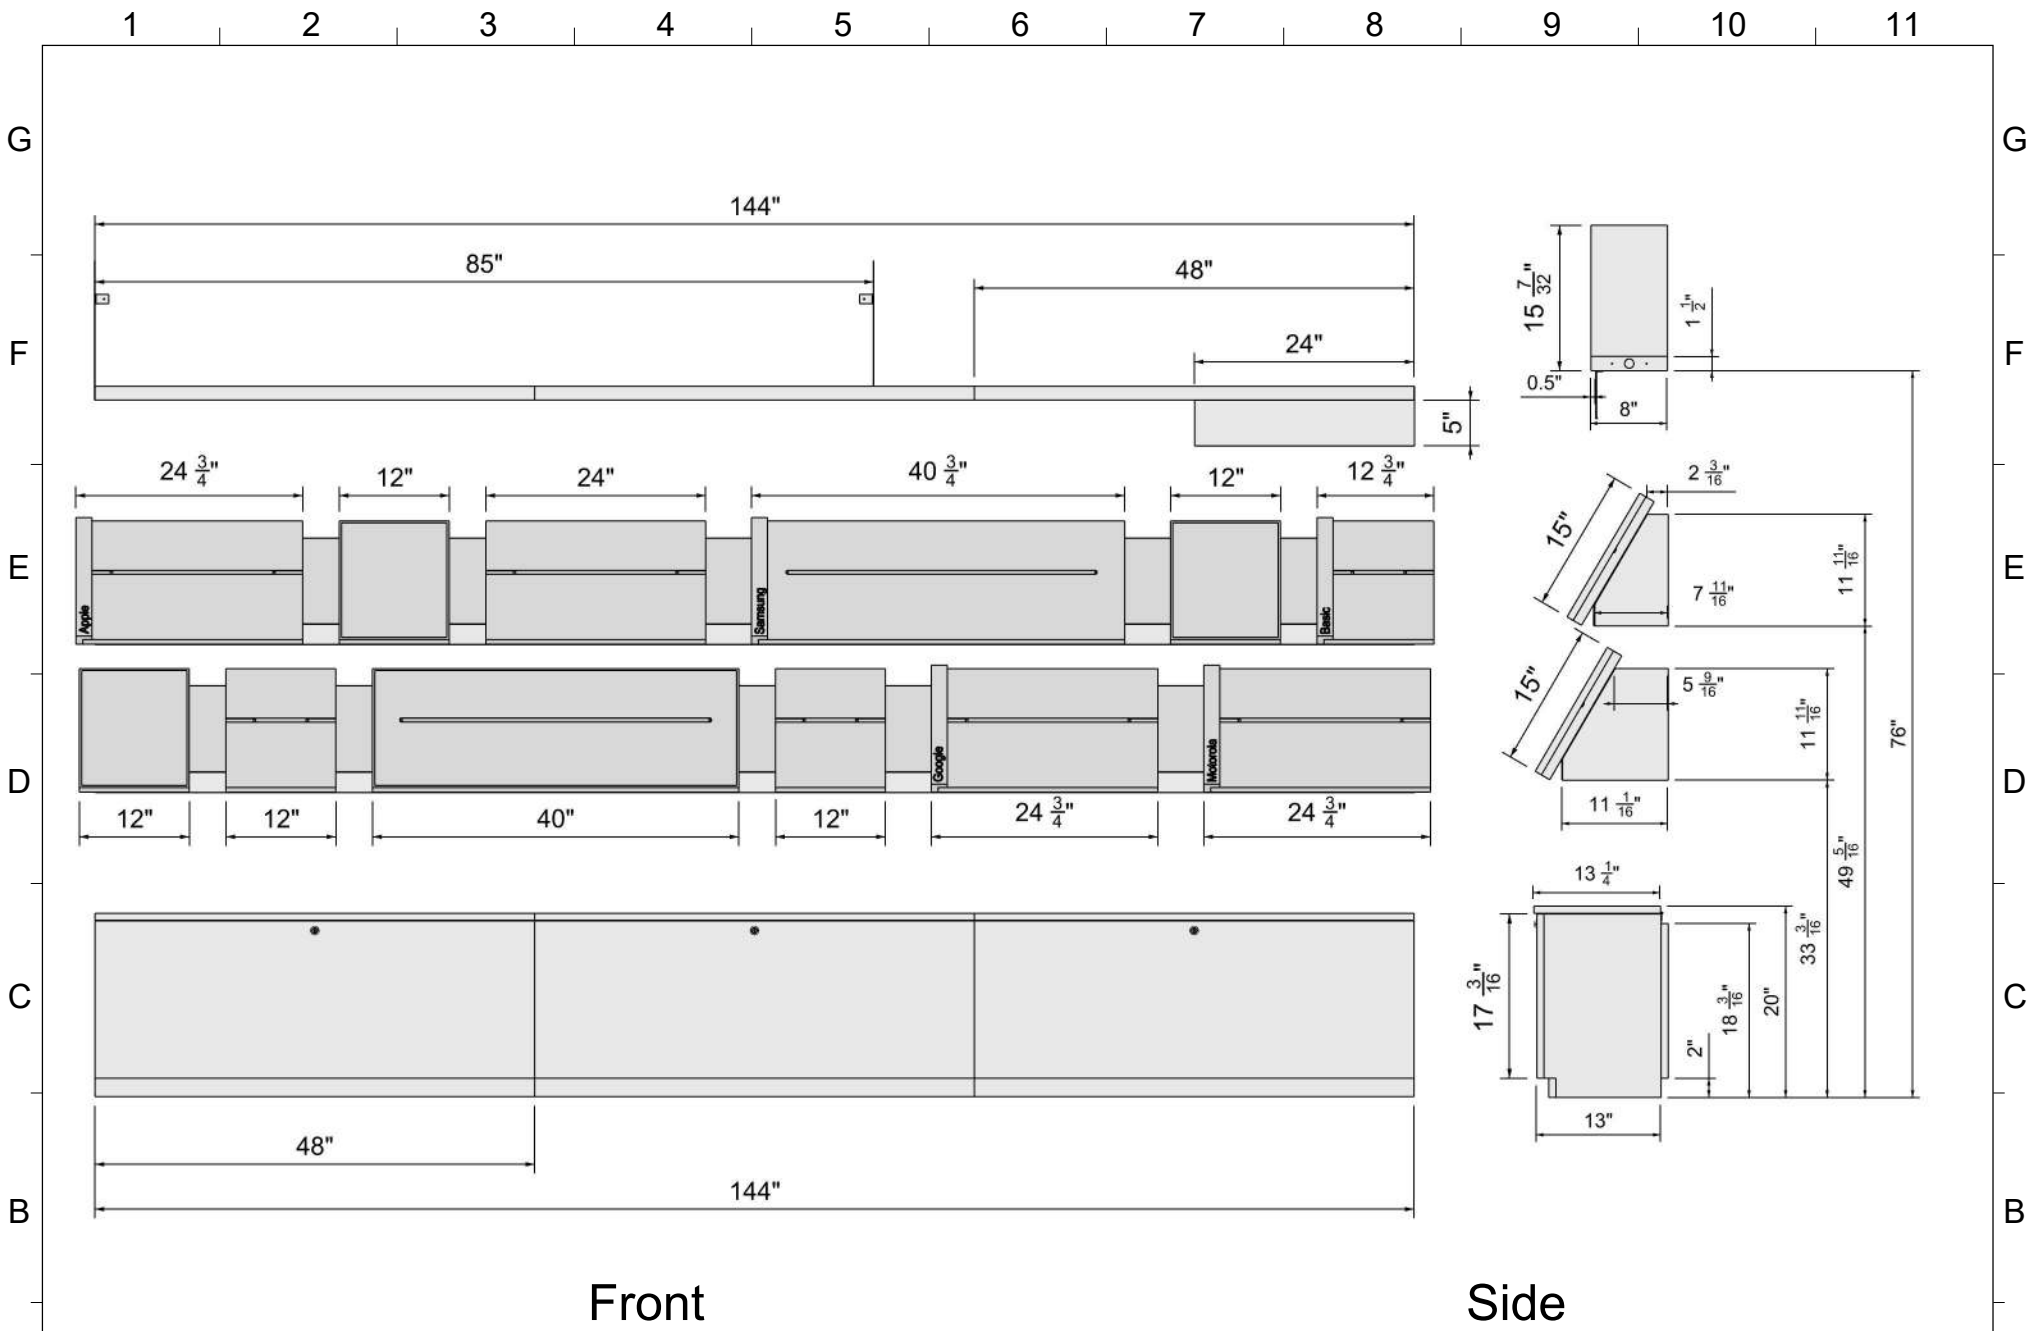 1 2 3 4 5 6 7 8 9 10 11
G G
144"
85" 48"
15 7/32"
1 1/2"
F 24" F
0.5"
8"
5"
24 3/4" 12" 24" 40 3/4" 12" 12 3/4"
2 3/16"
15"
E E
11 11/16"
7 11/16"
Apple Samsung Basic
15"
5 9/16"
11 11/16"
76"
Google Motorola
D D
12" 12" 40" 12" 24 3/4" 24 3/4"
11 1/16"
49 5/16"
13 1/4"
33 3/16"
17 3/16"
C C
18 3/16"
20"
2"
13"
48"
144"
B B
Front Side